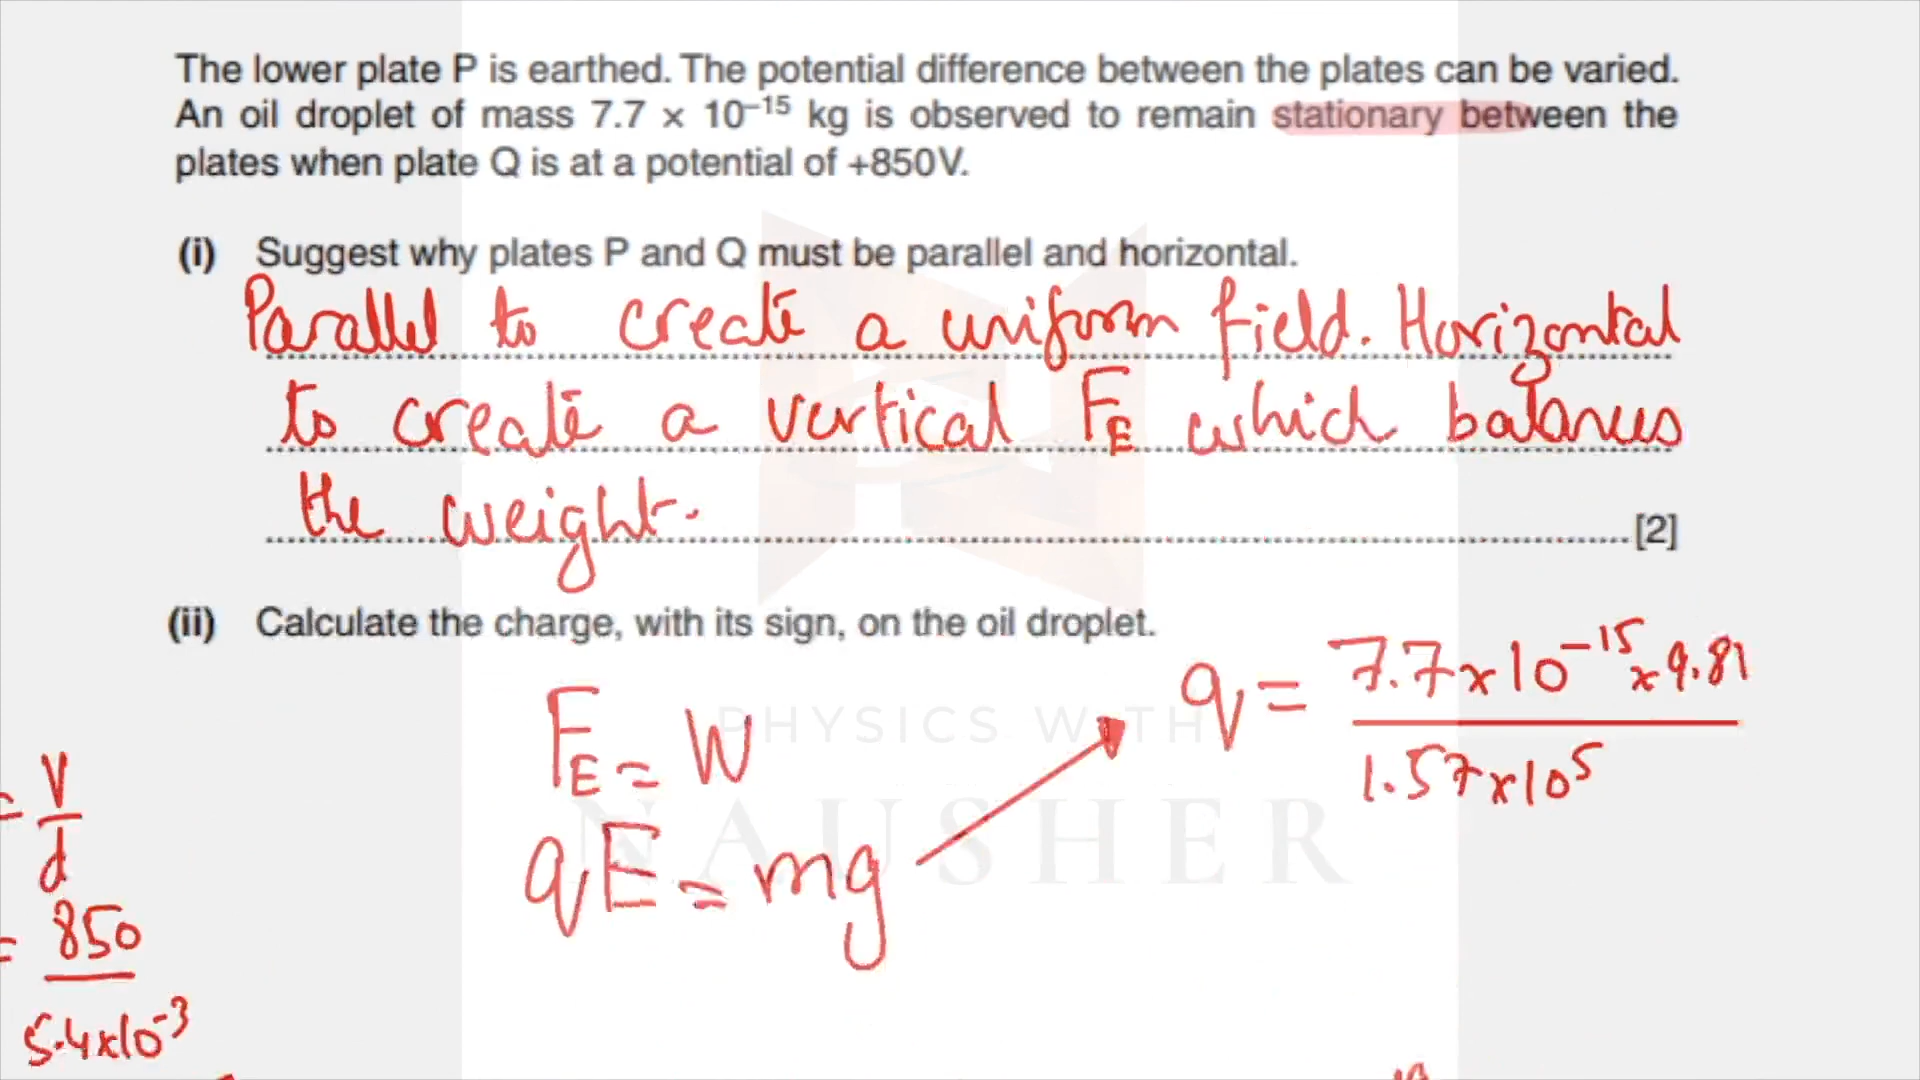 The lower plate P is earthed. The potential difference between the plates can be varied.
An oil droplet of mass 7.7 × 10⁻¹⁵ kg is observed to remain stationary between the
plates when plate Q is at a potential of +850V.
(i) Suggest why plates P and Q must be parallel and horizontal.
Parallel to create a uniform field. Horizontal
to create a vertical F_E which balances
the weight.
[2]
(ii) Calculate the charge, with its sign, on the oil droplet.
F_E = W
qE = mg
q = 7.7×10⁻¹⁵ × 9.81
1.57×10⁵
= V
d
= 850
5.4×10⁻³
PHYSICS WITH
NAUSHER